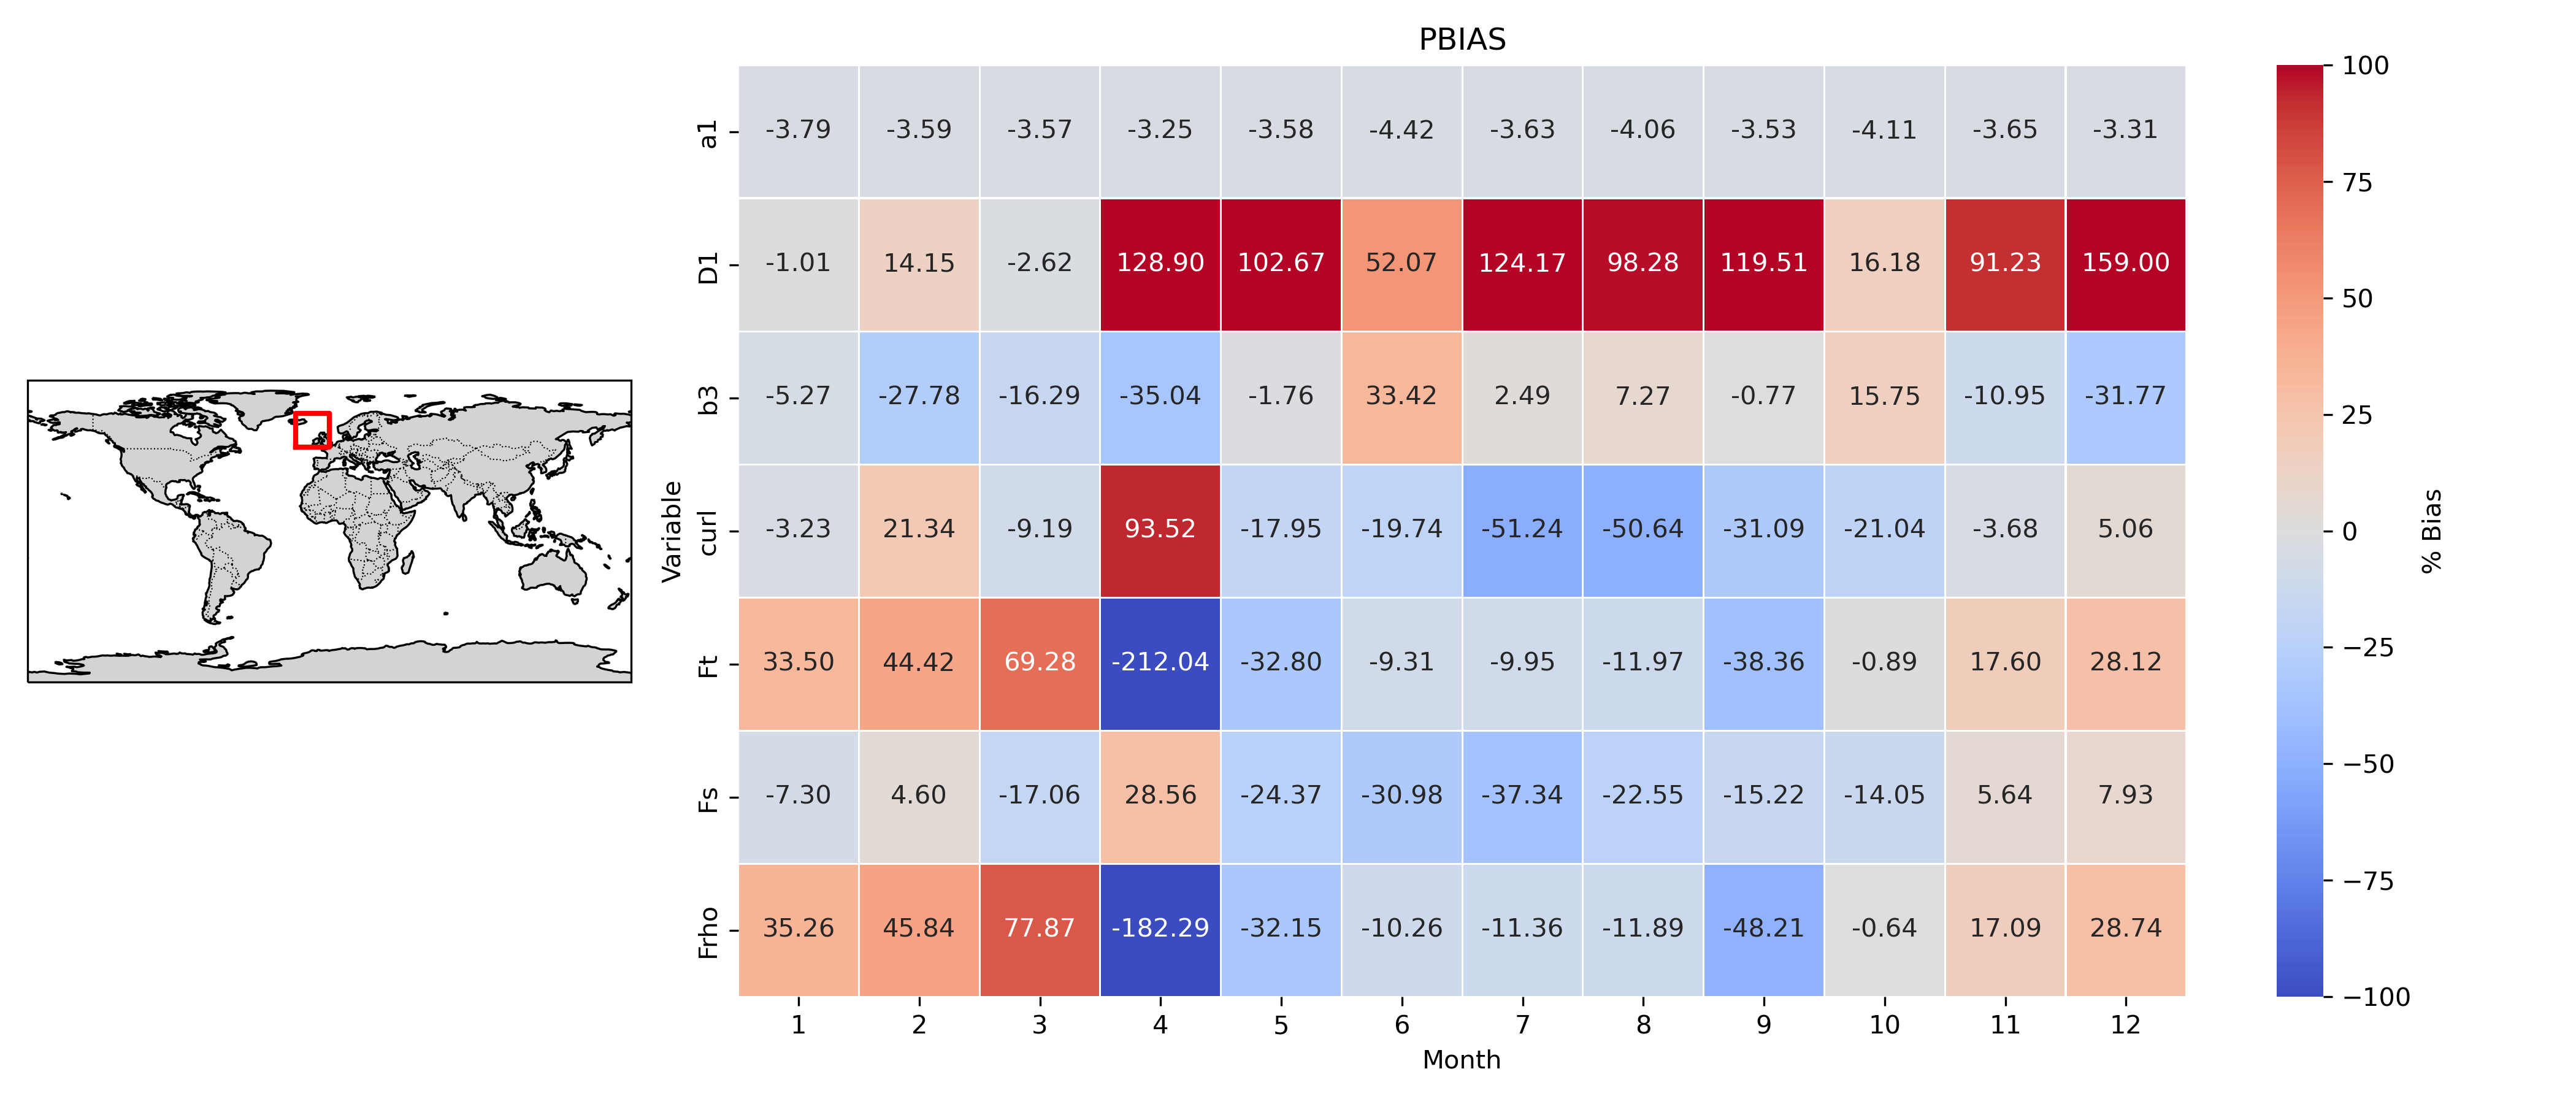 PBIAS
Variable
a1 -3.79 -3.59 -3.57 -3.25 -3.58 -4.42 -3.63 -4.06 -3.53 -4.11 -3.65 -3.31
D1 -1.01 14.15 -2.62 128.90 102.67 52.07 124.17 98.28 119.51 16.18 91.23 159.00
b3 -5.27 -27.78 -16.29 -35.04 -1.76 33.42 2.49 7.27 -0.77 15.75 -10.95 -31.77
curl -3.23 21.34 -9.19 93.52 -17.95 -19.74 -51.24 -50.64 -31.09 -21.04 -3.68 5.06
Ft 33.50 44.42 69.28 -212.04 -32.80 -9.31 -9.95 -11.97 -38.36 -0.89 17.60 28.12
Fs -7.30 4.60 -17.06 28.56 -24.37 -30.98 -37.34 -22.55 -15.22 -14.05 5.64 7.93
Frho 35.26 45.84 77.87 -182.29 -32.15 -10.26 -11.36 -11.89 -48.21 -0.64 17.09 28.74
1 2 3 4 5 6 7 8 9 10 11 12
Month
100
75
50
25
0
−25
−50
−75
−100
% Bias